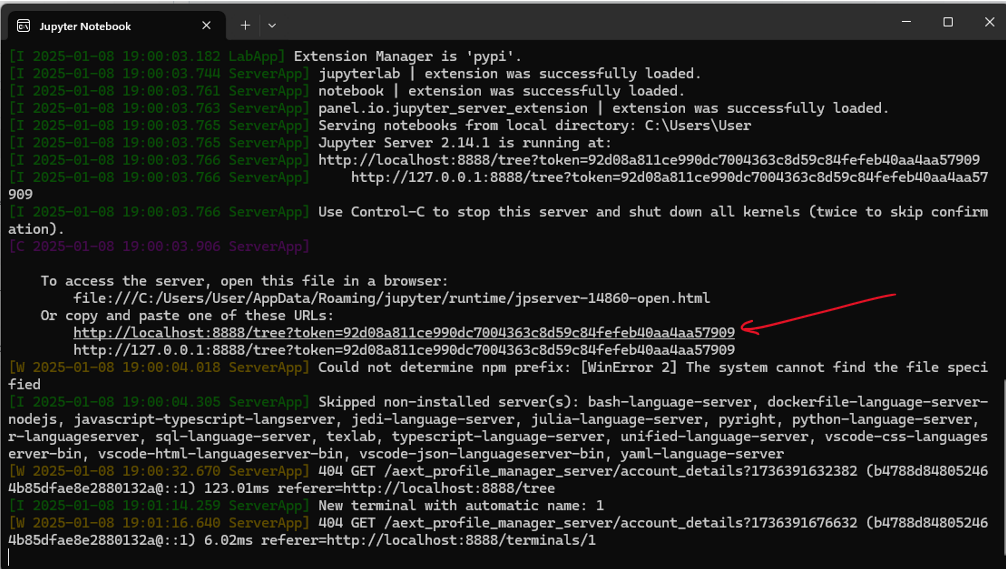 Jupyter Notebook
[I 2025-01-08 19:00:03.182 LabApp] Extension Manager is 'pypi'.
[I 2025-01-08 19:00:03.744 ServerApp] jupyterlab | extension was successfully loaded.
[I 2025-01-08 19:00:03.761 ServerApp] notebook | extension was successfully loaded.
[I 2025-01-08 19:00:03.763 ServerApp] panel.io.jupyter_server_extension | extension was successfully loaded.
[I 2025-01-08 19:00:03.765 ServerApp] Serving notebooks from local directory: C:\Users\User
[I 2025-01-08 19:00:03.765 ServerApp] Jupyter Server 2.14.1 is running at:
[I 2025-01-08 19:00:03.766 ServerApp] http://localhost:8888/tree?token=92d08a811ce990dc7004363c8d59c84fefeb40aa4aa57909
[I 2025-01-08 19:00:03.766 ServerApp]     http://127.0.0.1:8888/tree?token=92d08a811ce990dc7004363c8d59c84fefeb40aa4aa57
909
[I 2025-01-08 19:00:03.766 ServerApp] Use Control-C to stop this server and shut down all kernels (twice to skip confirm
ation).
[C 2025-01-08 19:00:03.906 ServerApp]
To access the server, open this file in a browser:
file:///C:/Users/User/AppData/Roaming/jupyter/runtime/jpserver-14860-open.html
Or copy and paste one of these URLs:
http://localhost:8888/tree?token=92d08a811ce990dc7004363c8d59c84fefeb40aa4aa57909
http://127.0.0.1:8888/tree?token=92d08a811ce990dc7004363c8d59c84fefeb40aa4aa57909
[W 2025-01-08 19:00:04.018 ServerApp] Could not determine npm prefix: [WinError 2] The system cannot find the file speci
fied
[I 2025-01-08 19:00:04.305 ServerApp] Skipped non-installed server(s): bash-language-server, dockerfile-language-server-
nodejs, javascript-typescript-langserver, jedi-language-server, julia-language-server, pyright, python-language-server,
r-languageserver, sql-language-server, texlab, typescript-language-server, unified-language-server, vscode-css-languages
erver-bin, vscode-html-languageserver-bin, vscode-json-languageserver-bin, yaml-language-server
[W 2025-01-08 19:00:32.670 ServerApp] 404 GET /aext_profile_manager_server/account_details?1736391632382 (b4788d84805246
4b85dfae8e2880132a@::1) 123.01ms referer=http://localhost:8888/tree
[I 2025-01-08 19:01:14.259 ServerApp] New terminal with automatic name: 1
[W 2025-01-08 19:01:16.640 ServerApp] 404 GET /aext_profile_manager_server/account_details?1736391676632 (b4788d84805246
4b85dfae8e2880132a@::1) 6.02ms referer=http://localhost:8888/terminals/1